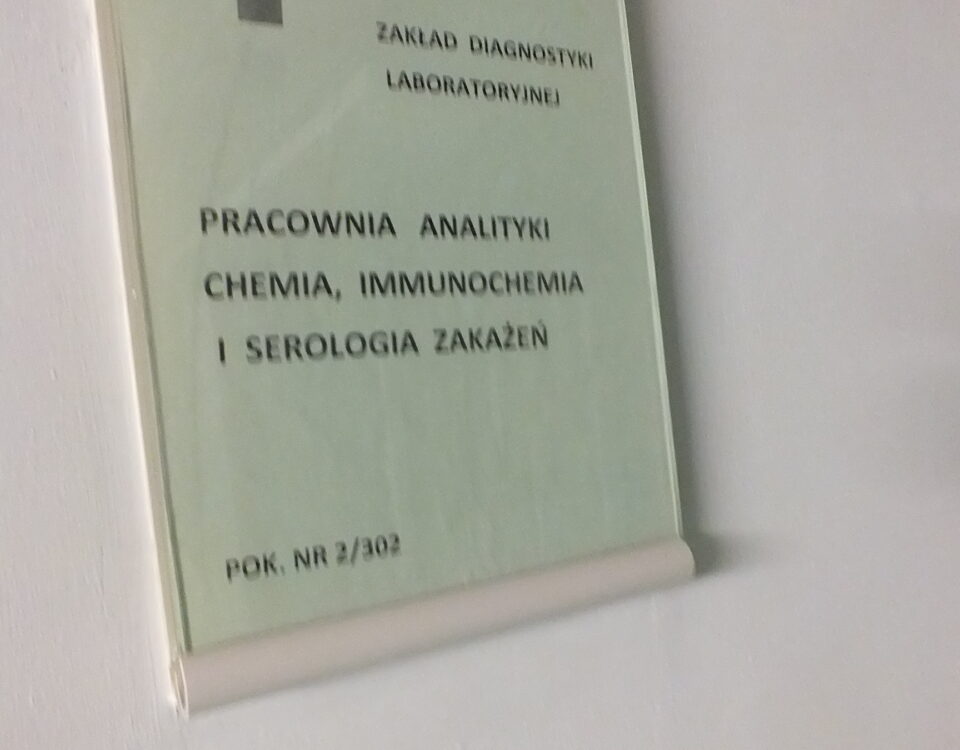 ZAKŁAD DIAGNOSTYKI
LABORATORYJNEJ
PRACOWNIA ANALITYKI
CHEMIA, IMMUNOCHEMIA
I SEROLOGIA ZAKAŻEŃ
POK. NR 2/302